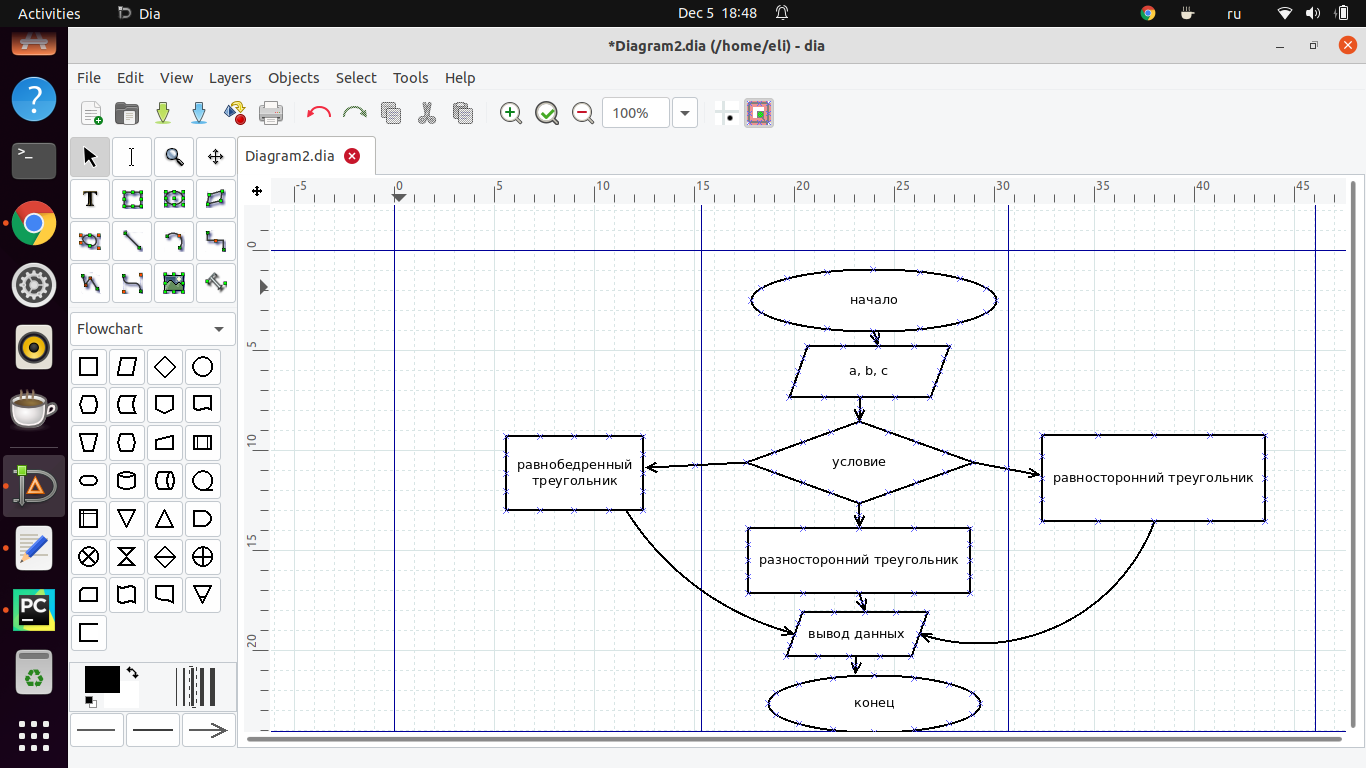 Activities
Dia
Dec 5 18:48
ru
*Diagram2.dia (/home/eli) - dia
File Edit View Layers Objects Select Tools Help
100%
Diagram2.dia
-5 0 5 10 15 20 25 30 35 40 45
T
0
5
10
15
20
Flowchart
>_
PC
начало
a, b, c
условие
равнобедренный
треугольник
равносторонний треугольник
разносторонний треугольник
вывод данных
конец